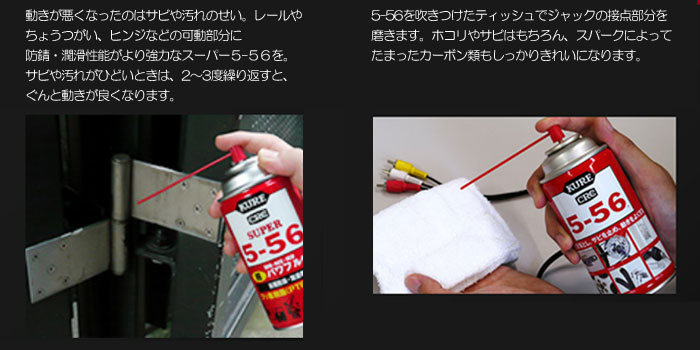 動きが悪くなったのはサビや汚れのせい。レールや
ちょうつがい、ヒンジなどの可動部分に
防錆・潤滑性能がより強力なスーパー5-56を。
サビや汚れがひどいときは、2〜3度繰り返すと、
ぐんと動きが良くなります。
5-56を吹きつけたティッシュでジャックの接点部分を
磨きます。ホコリやサビはもちろん、スパークによって
たまったカーボン類もしっかりきれいになります。
KURE
CRC
SUPER
5-56
パワフル
KURE
CRC
5-56